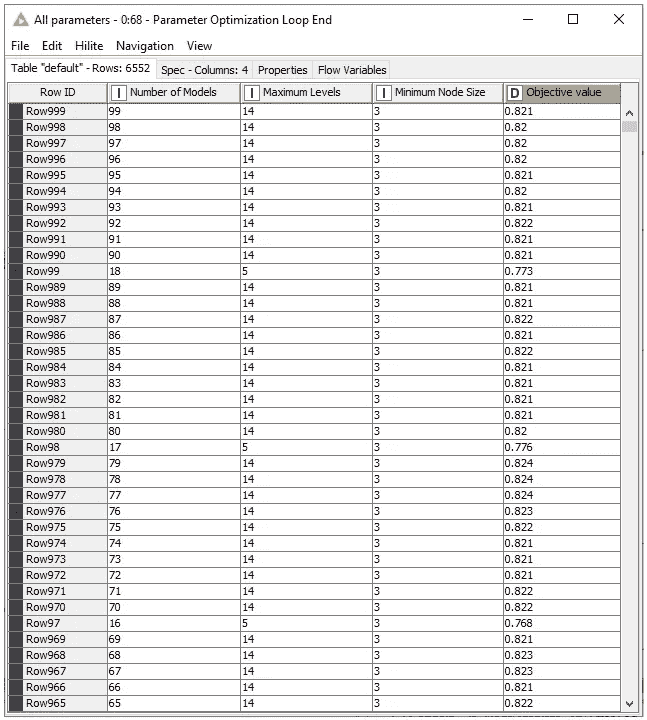 All parameters - 0:68 - Parameter Optimization Loop End
File Edit Hilite Navigation View
Table "default" - Rows: 6552 Spec - Columns: 4 Properties Flow Variables
Row ID I Number of Models I Maximum Levels I Minimum Node Size D Objective value
Row999 99 14 3 0.821
Row998 98 14 3 0.82
Row997 97 14 3 0.82
Row996 96 14 3 0.82
Row995 95 14 3 0.821
Row994 94 14 3 0.82
Row993 93 14 3 0.821
Row992 92 14 3 0.822
Row991 91 14 3 0.821
Row990 90 14 3 0.821
Row99 18 5 3 0.773
Row989 89 14 3 0.821
Row988 88 14 3 0.821
Row987 87 14 3 0.822
Row986 86 14 3 0.821
Row985 85 14 3 0.822
Row984 84 14 3 0.821
Row983 83 14 3 0.821
Row982 82 14 3 0.821
Row981 81 14 3 0.821
Row980 80 14 3 0.82
Row98 17 5 3 0.776
Row979 79 14 3 0.824
Row978 78 14 3 0.824
Row977 77 14 3 0.824
Row976 76 14 3 0.823
Row975 75 14 3 0.822
Row974 74 14 3 0.821
Row973 73 14 3 0.821
Row972 72 14 3 0.821
Row971 71 14 3 0.822
Row970 70 14 3 0.822
Row97 16 5 3 0.768
Row969 69 14 3 0.821
Row968 68 14 3 0.823
Row967 67 14 3 0.823
Row966 66 14 3 0.821
Row965 65 14 3 0.822